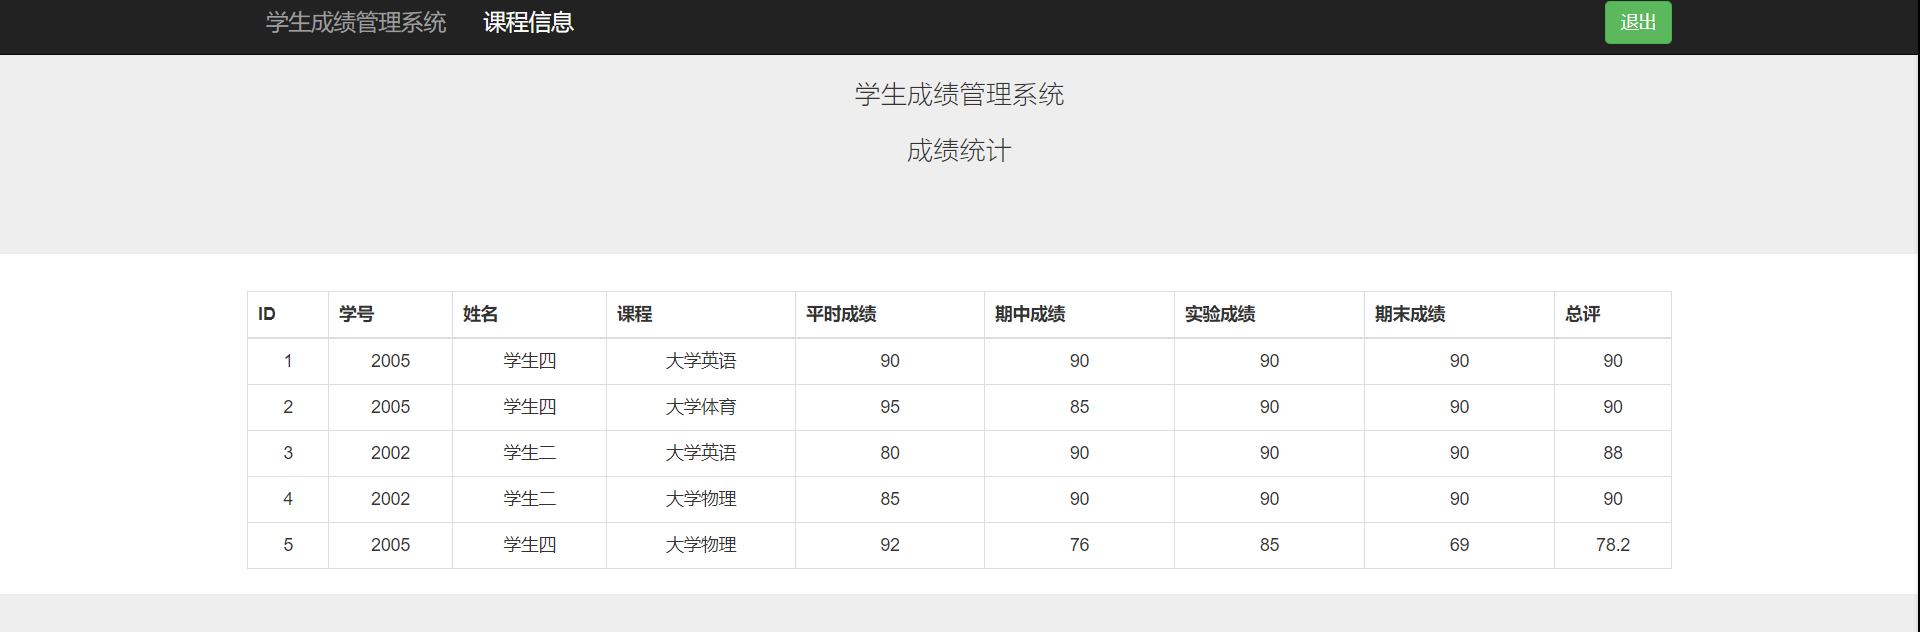 学生成绩管理系统 课程信息 退出
学生成绩管理系统
成绩统计
ID 学号 姓名 课程 平时成绩 期中成绩 实验成绩 期末成绩 总评
1 2005 学生四 大学英语 90 90 90 90 90
2 2005 学生四 大学体育 95 85 90 90 90
3 2002 学生二 大学英语 80 90 90 90 88
4 2002 学生二 大学物理 85 90 90 90 90
5 2005 学生四 大学物理 92 76 85 69 78.2